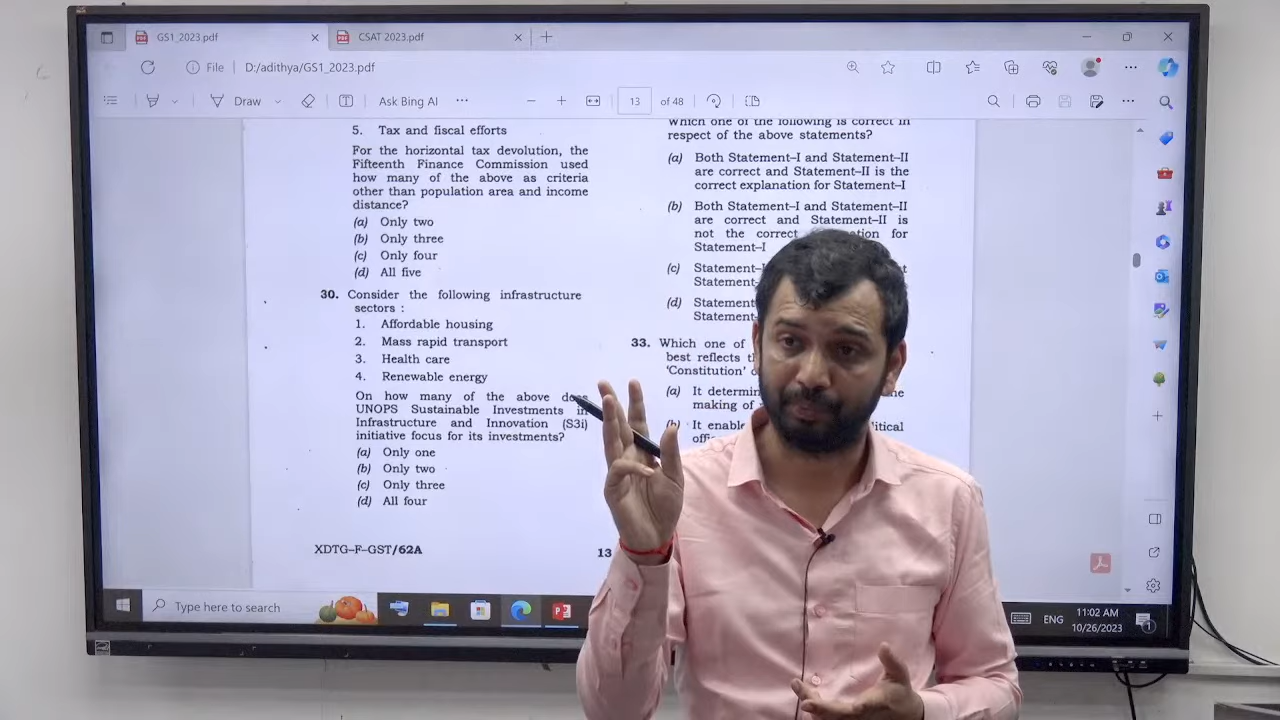 GS1_2023.pdf
CSAT 2023.pdf
File D:/adithya/GS1_2023.pdf
Draw
Ask Bing AI
13 of 48
5. Tax and fiscal efforts
For the horizontal tax devolution, the
Fifteenth Finance Commission used
how many of the above as criteria
other than population area and income
distance?
(a) Only two
(b) Only three
(c) Only four
(d) All five
30. Consider the following infrastructure
sectors :
1. Affordable housing
2. Mass rapid transport
3. Health care
4. Renewable energy
On how many of the above does
UNOPS Sustainable Investments in
Infrastructure and Innovation (S3i)
initiative focus for its investments?
(a) Only one
(b) Only two
(c) Only three
(d) All four
XDTG–F–GST/62A
13
Which one of the following is correct in
respect of the above statements?
(a) Both Statement–I and Statement–II
are correct and Statement–II is the
correct explanation for Statement–I
(b) Both Statement–I and Statement–II
are correct and Statement–II is
not the correct for
Statement–I
(c) Statement–
Statement–
(d) Statement
Statement–
33. Which one of
best reflects
'Constitution'
(a) It
making of
(b) It
Type here to search
ENG
11:02 AM
10/26/2023